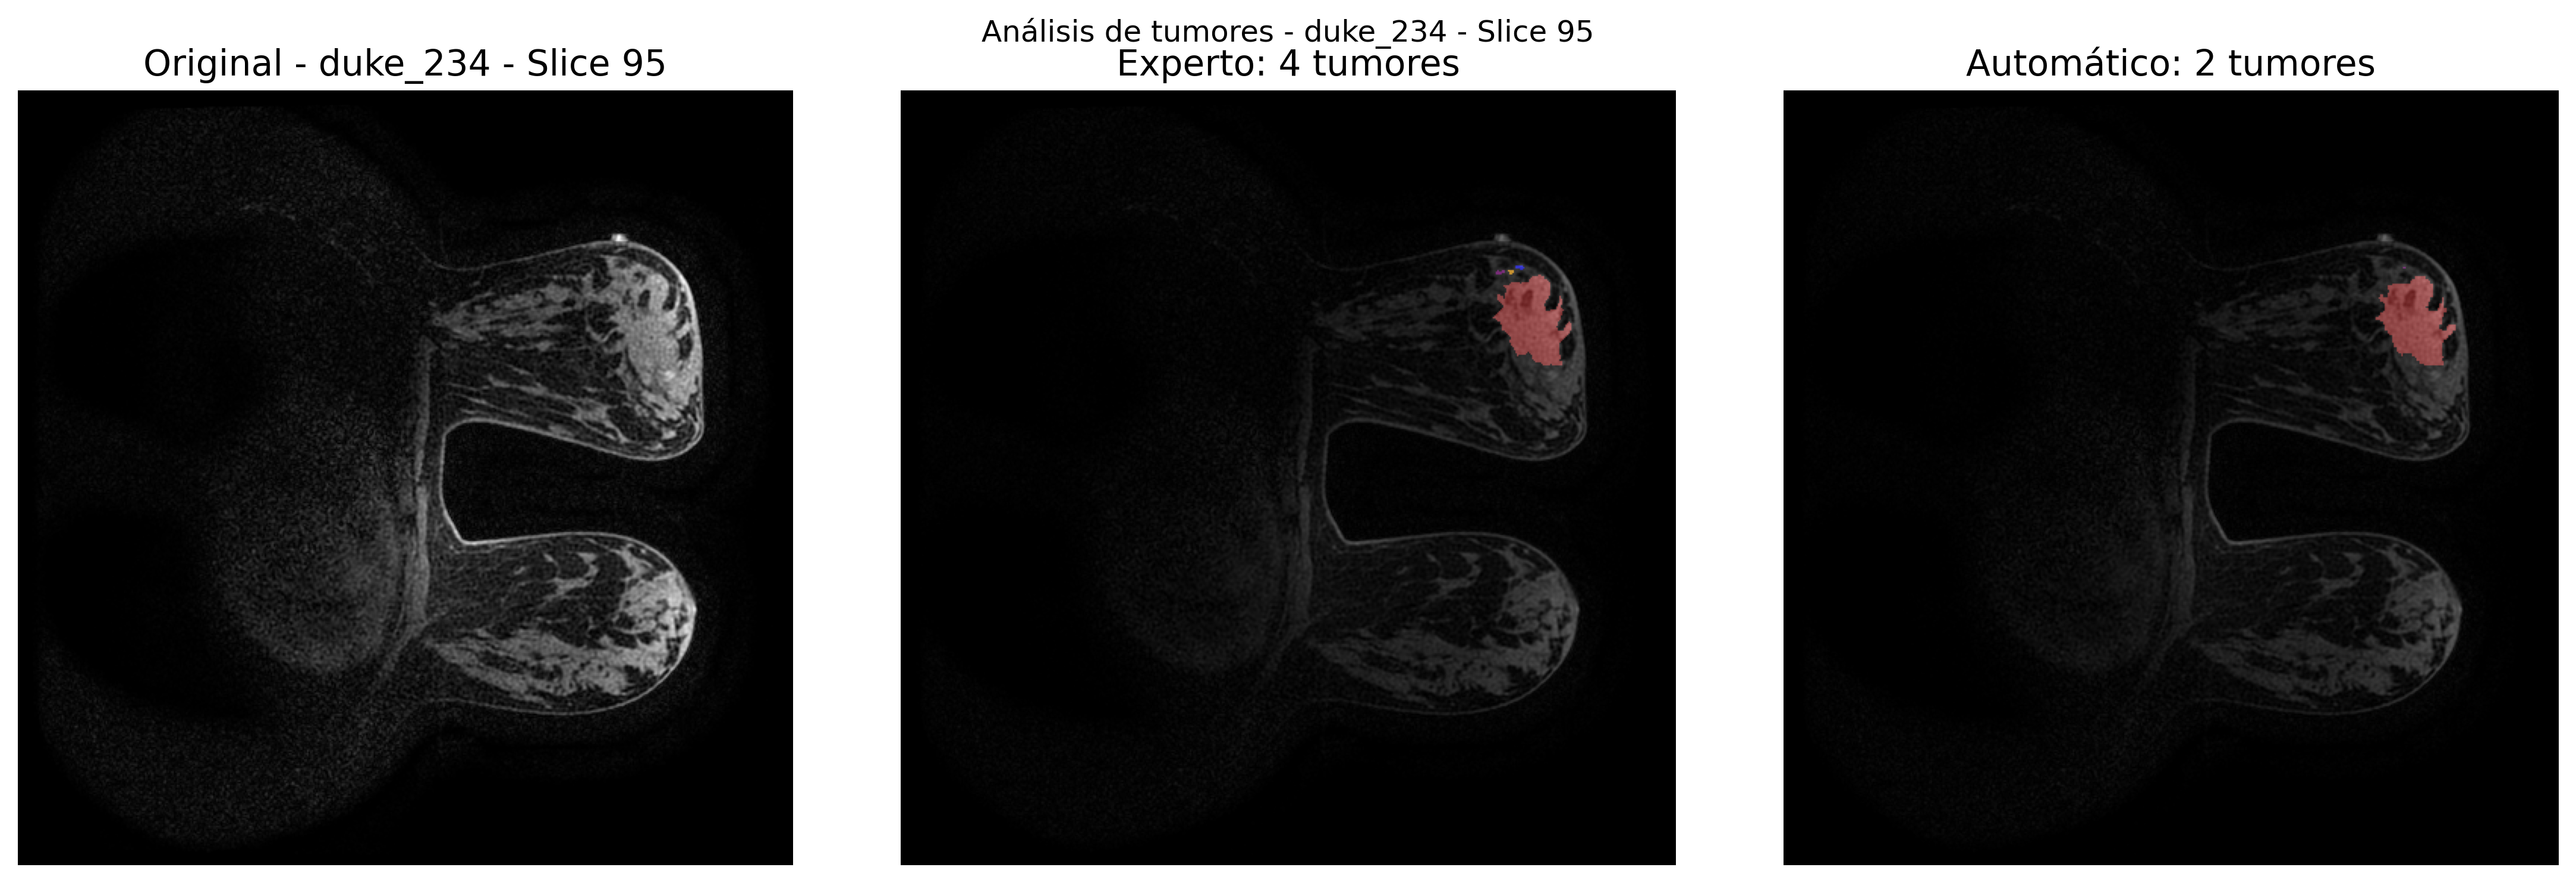 Análisis de tumores - duke_234 - Slice 95
Original - duke_234 - Slice 95
Experto: 4 tumores
Automático: 2 tumores